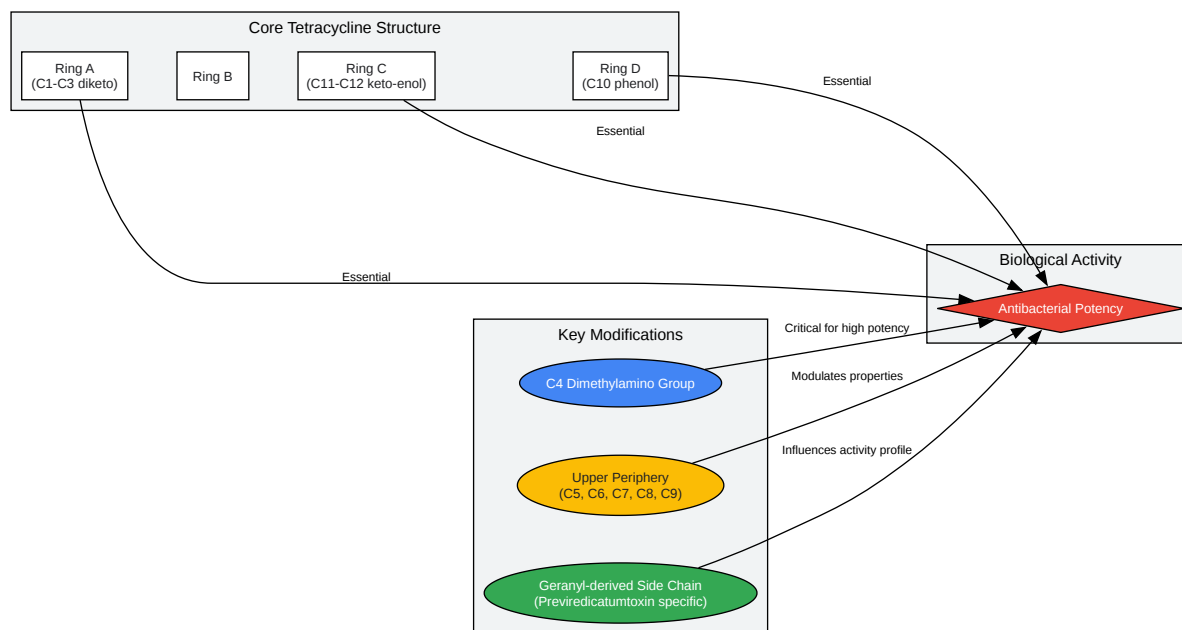 Core Tetracycline Structure
Ring A
(C1-C3 diketo)
Ring B
Ring C
(C11-C12 keto-enol)
Ring D
(C10 phenol)
Essential
Essential
Essential
Biological Activity
Antibacterial Potency
Key Modifications
Critical for high potency
C4 Dimethylamino Group
Modulates properties
Influences activity profile
Upper Periphery
(C5, C6, C7, C8, C9)
Geranyl-derived Side Chain
(Previredicatumtoxin specific)